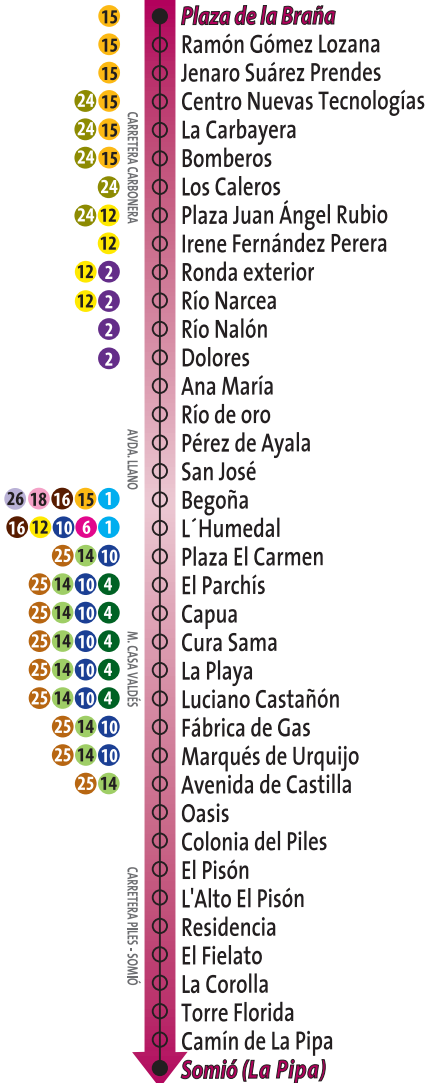 15 Plaza de la Braña
15 Ramón Gómez Lozana
15 Jenaro Suárez Prendes
24 15 Centro Nuevas Tecnologías
24 15 La Carbayera
24 15 Bomberos
24 Los Caleros
24 12 Plaza Juan Ángel Rubio
12 Irene Fernández Perera
12 2 Ronda exterior
12 2 Río Narcea
2 Río Nalón
2 Dolores
Ana María
Río de oro
Pérez de Ayala
San José
26 18 16 15 1 Begoña
16 12 10 6 1 L´Humedal
25 14 10 Plaza El Carmen
25 14 10 4 El Parchís
25 14 10 4 Capua
25 14 10 4 Cura Sama
25 14 10 4 La Playa
25 14 10 4 Luciano Castañón
25 14 10 Fábrica de Gas
25 14 10 Marqués de Urquijo
25 14 Avenida de Castilla
Oasis
Colonia del Piles
El Pisón
L'Alto El Pisón
Residencia
El Fielato
La Corolla
Torre Florida
Camín de La Pipa
Somió (La Pipa)
CARRETERA CARBONERA
AVDA. LLANO
M. CASA VALDÉS
CARRETERA PILES - SOMIÓ